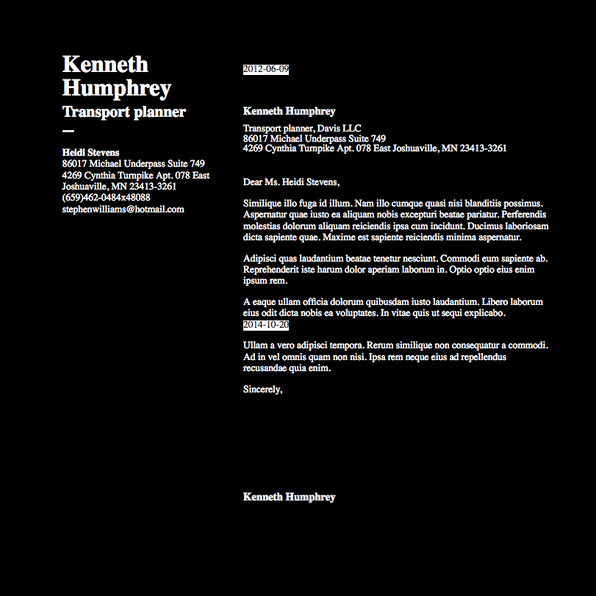 Kenneth
Humphrey
Transport planner
—
Heidi Stevens
86017 Michael Underpass Suite 749
4269 Cynthia Turnpike Apt. 078 East
Joshuaville, MN 23413-3261
(659)462-0484x48088
stephenwilliams@hotmail.com
2012-06-09
Kenneth Humphrey
Transport planner, Davis LLC
86017 Michael Underpass Suite 749
4269 Cynthia Turnpike Apt. 078 East Joshuaville, MN 23413-3261
Dear Ms. Heidi Stevens,
Similique illo fuga id illum. Nam illo cumque quasi nisi blanditiis possimus.
Aspernatur quae iusto ea aliquam nobis excepturi beatae pariatur. Perferendis
molestias dolorum aliquam reiciendis ipsa cum incidunt. Ducimus laboriosam
dicta sapiente quae. Maxime est sapiente reiciendis minima aspernatur.
Adipisci quas laudantium beatae tenetur nesciunt. Commodi eum sapiente ab.
Reprehenderit iste harum dolor aperiam laborum in. Optio optio eius enim
ipsum rem.
A eaque ullam officia dolorum quibusdam iusto laudantium. Libero laborum
eius odit dicta nobis ea voluptates. In vitae quis ut sequi explicabo.
2014-10-20
Ullam a vero adipisci tempora. Rerum similique non consequatur a commodi.
Ad in vel omnis quam non nisi. Ipsa rem neque eius ad repellendus
recusandae quia enim.
Sincerely,
Kenneth Humphrey